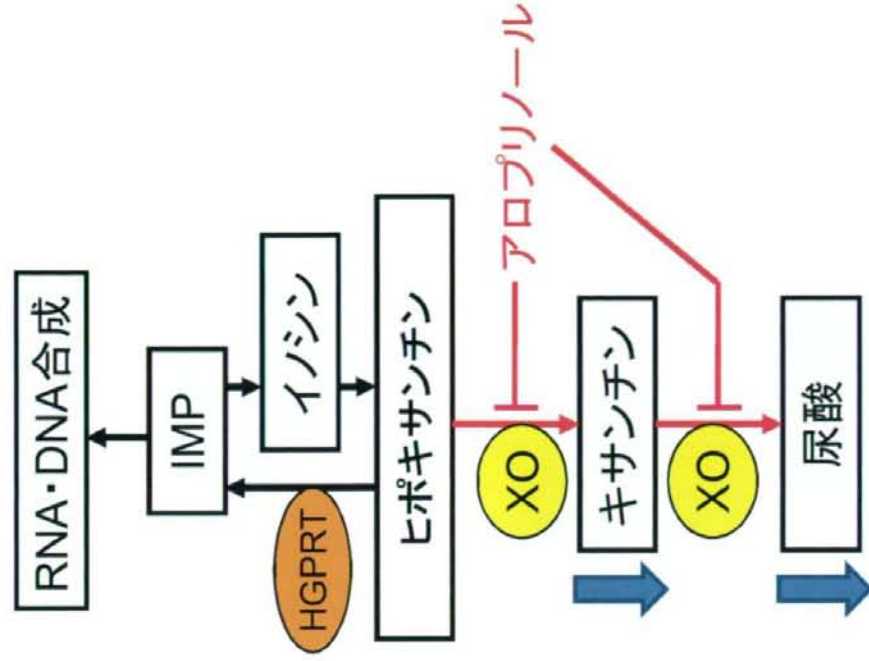 RNA・DNA合成
IMP
イノシン
HGPRT
ヒポキサンチン
アロプリノール
XO
キサンチン
XO
尿酸